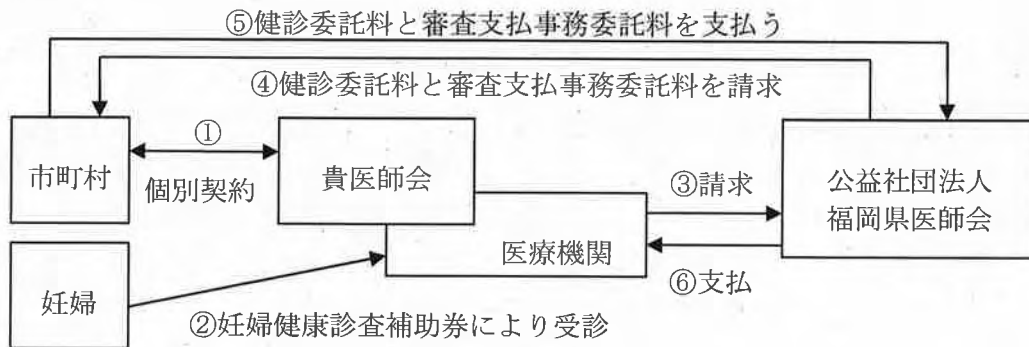 ⑤健診委託料と審査支払事務委託料を支払う
④健診委託料と審査支払事務委託料を請求
市町村
①
個別契約
貴医師会
医療機関
③請求
⑥支払
公益社団法人
福岡県医師会
妊婦
②妊婦健康診査補助券により受診